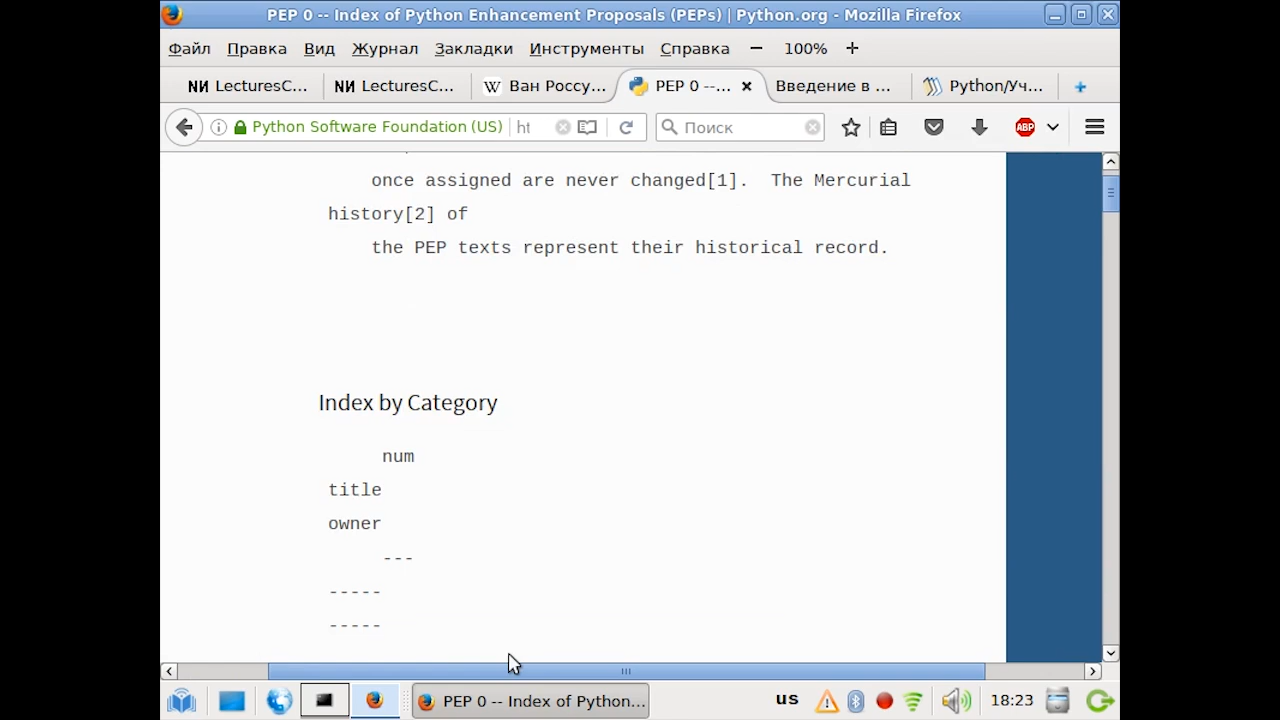 PEP 0 -- Index of Python Enhancement Proposals (PEPs) | Python.org - Mozilla Firefox
Файл Правка Вид Журнал Закладки Инструменты Справка − 100% +
NИ LecturesC... NИ LecturesC... W Ван Россу... PEP 0 --... × Введение в ... Python/Уч... +
Python Software Foundation (US) ht Поиск ABP
once assigned are never changed[1]. The Mercurial
history[2] of
the PEP texts represent their historical record.
Index by Category
num
title
owner
---
-----
-----
PEP 0 -- Index of Python... us 18:23